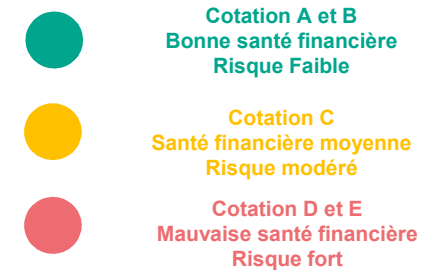 Cotation A et B
Bonne santé financière
Risque Faible
Cotation C
Santé financière moyenne
Risque modéré
Cotation D et E
Mauvaise santé financière
Risque fort